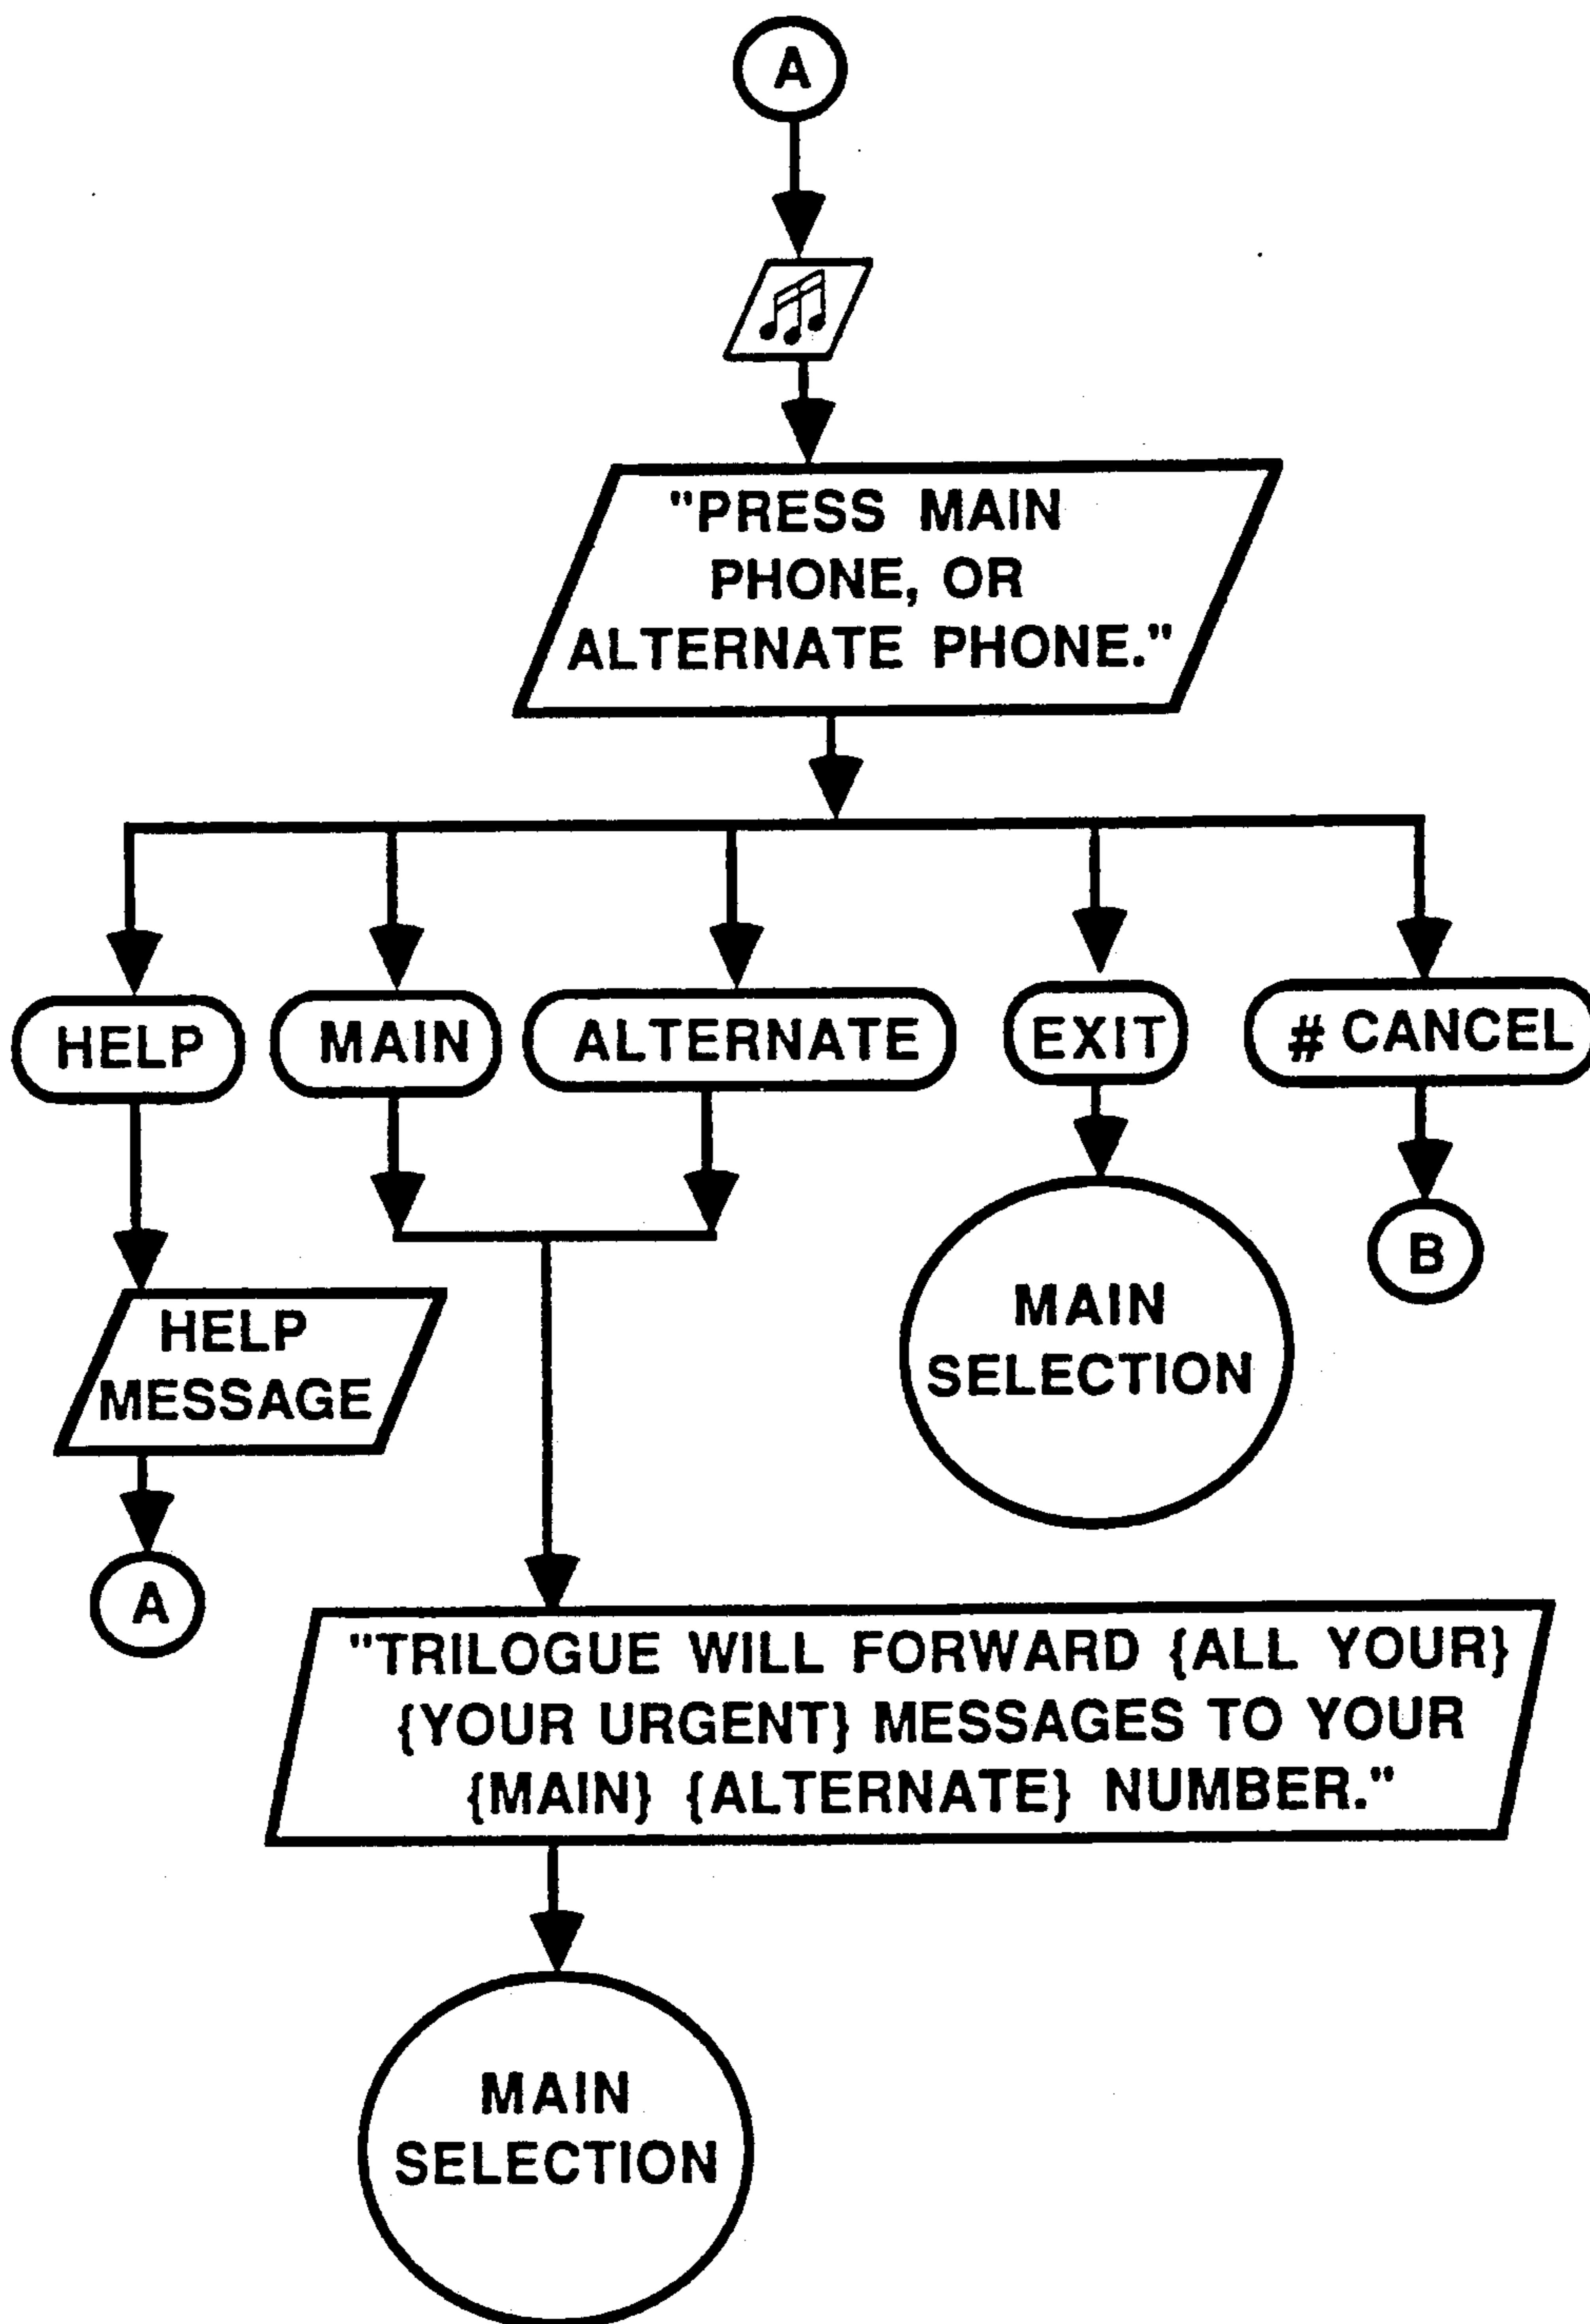 A
"PRESS MAIN
PHONE, OR
ALTERNATE PHONE."
HELP
MAIN
ALTERNATE
EXIT
# CANCEL
B
MAIN
SELECTION
HELP
MESSAGE
A
"TRILOGUE WILL FORWARD {ALL YOUR}
{YOUR URGENT} MESSAGES TO YOUR
{MAIN} {ALTERNATE} NUMBER."
MAIN
SELECTION